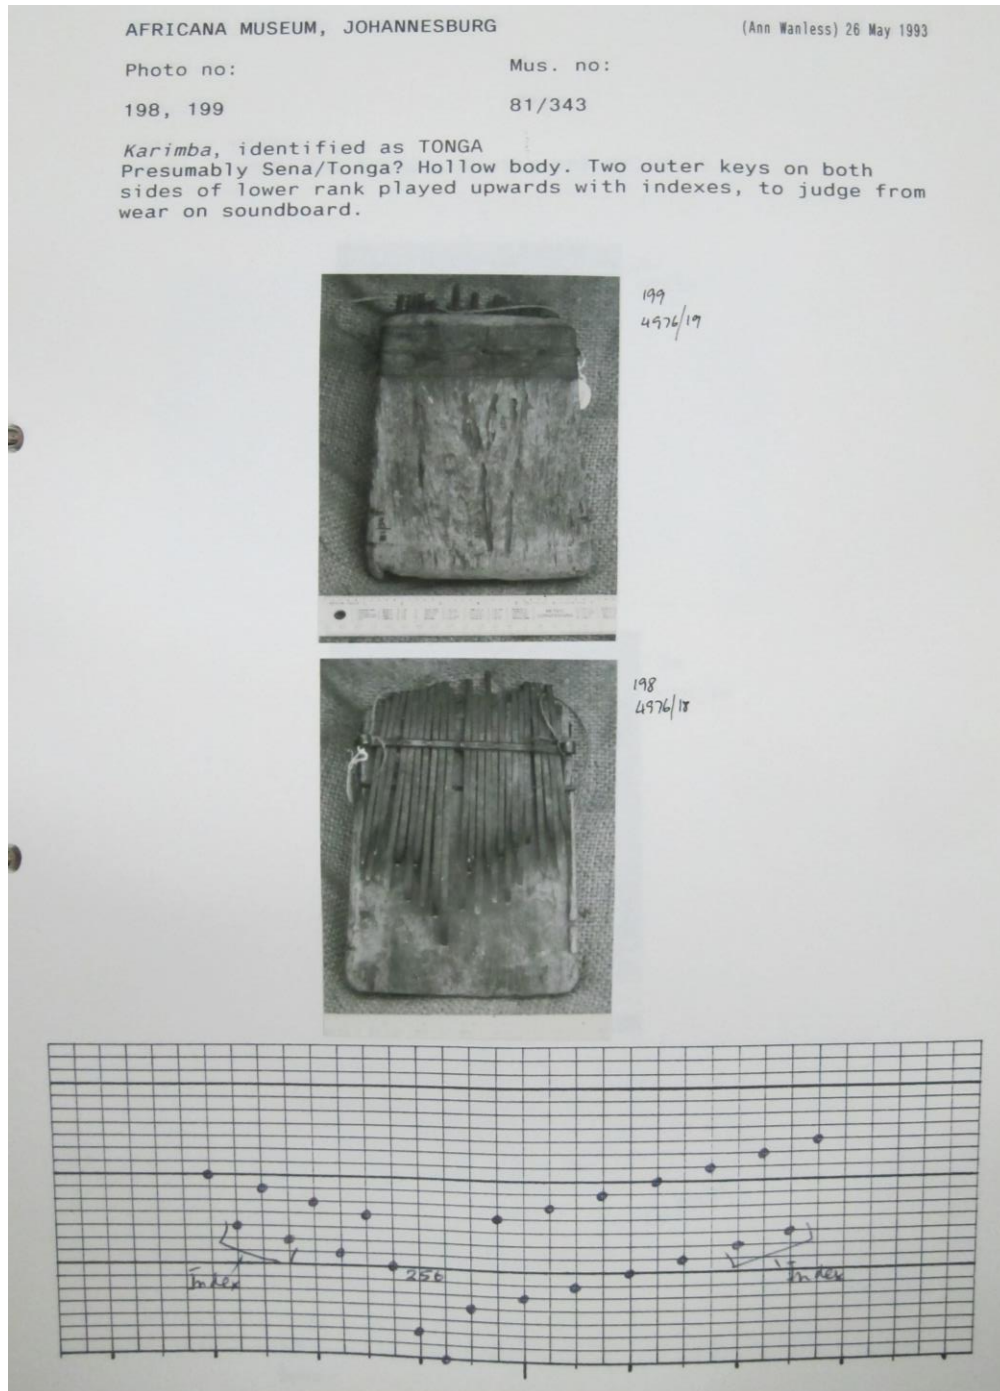 AFRICANA MUSEUM, JOHANNESBURG (Ann Wanless) 26 May 1993
Photo no: Mus. no:
198, 199 81/343
Karimba, identified as TONGA
Presumably Sena/Tonga? Hollow body. Two outer keys on both
sides of lower rank played upwards with indexes, to judge from
wear on soundboard.
199
4976/19
198
4976/18
256
Index Index